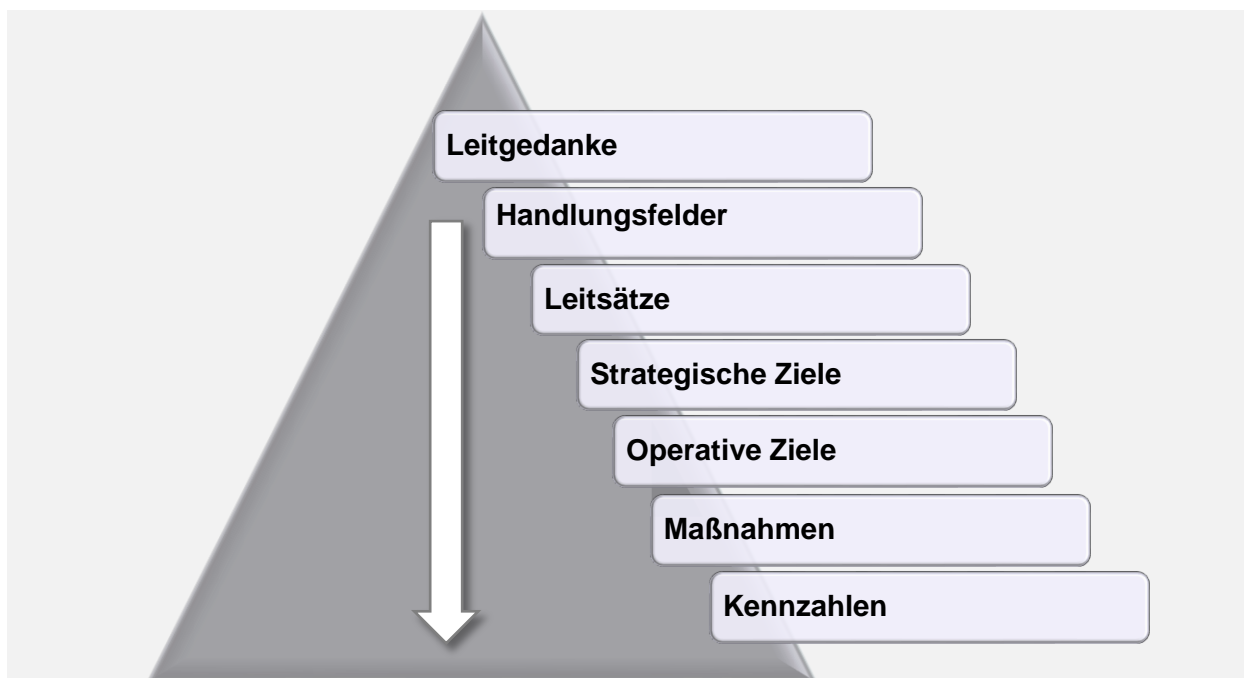 Leitgedanke
Handlungsfelder
Leitsätze
Strategische Ziele
Operative Ziele
Maßnahmen
Kennzahlen